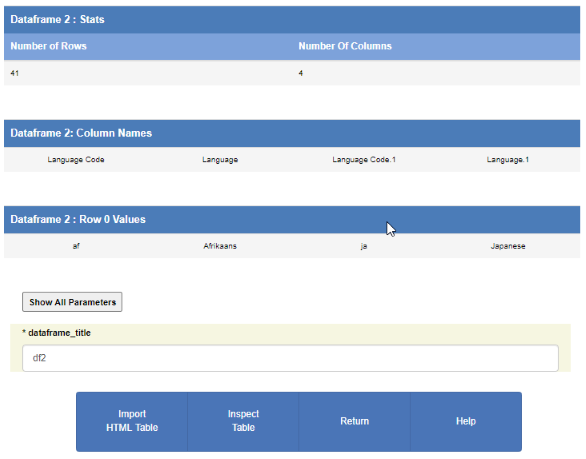 Dataframe 2 : Stats
Number of Rows Number Of Columns
41 4
Dataframe 2: Column Names
Language Code Language Language Code.1 Language.1
Dataframe 2 : Row 0 Values
af Afrikaans ja Japanese
Show All Parameters
* dataframe_title
df2
Import Inspect Return Help
HTML Table Table